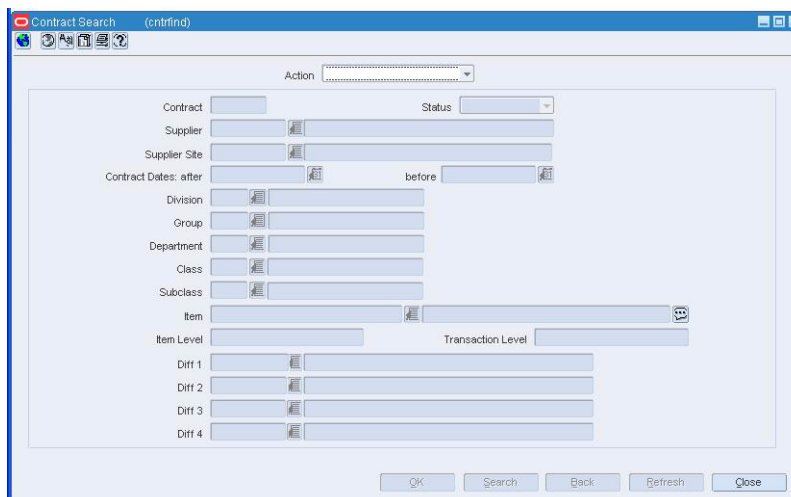 Contract Search (cntrfind)
Action
Contract Status
Supplier
Supplier Site
Contract Dates: after before
Division
Group
Department
Class
Subclass
Item
Item Level Transaction Level
Diff 1
Diff 2
Diff 3
Diff 4
OK Search Back Refresh Close